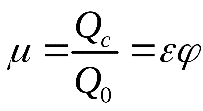 μ = Q_c / Q_0 = εφ